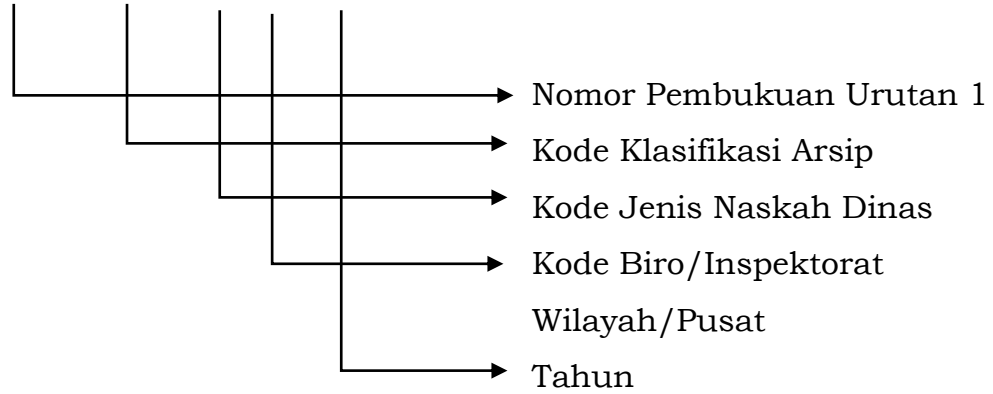 Nomor Pembukuan Urutan 1
Kode Klasifikasi Arsip
Kode Jenis Naskah Dinas
Kode Biro/Inspektorat
Wilayah/Pusat
Tahun